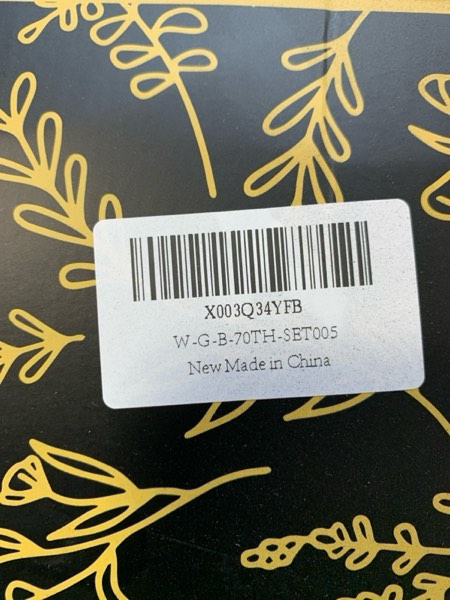 X003Q34YFB
W-G-B-70TH-SET005
New Made in China